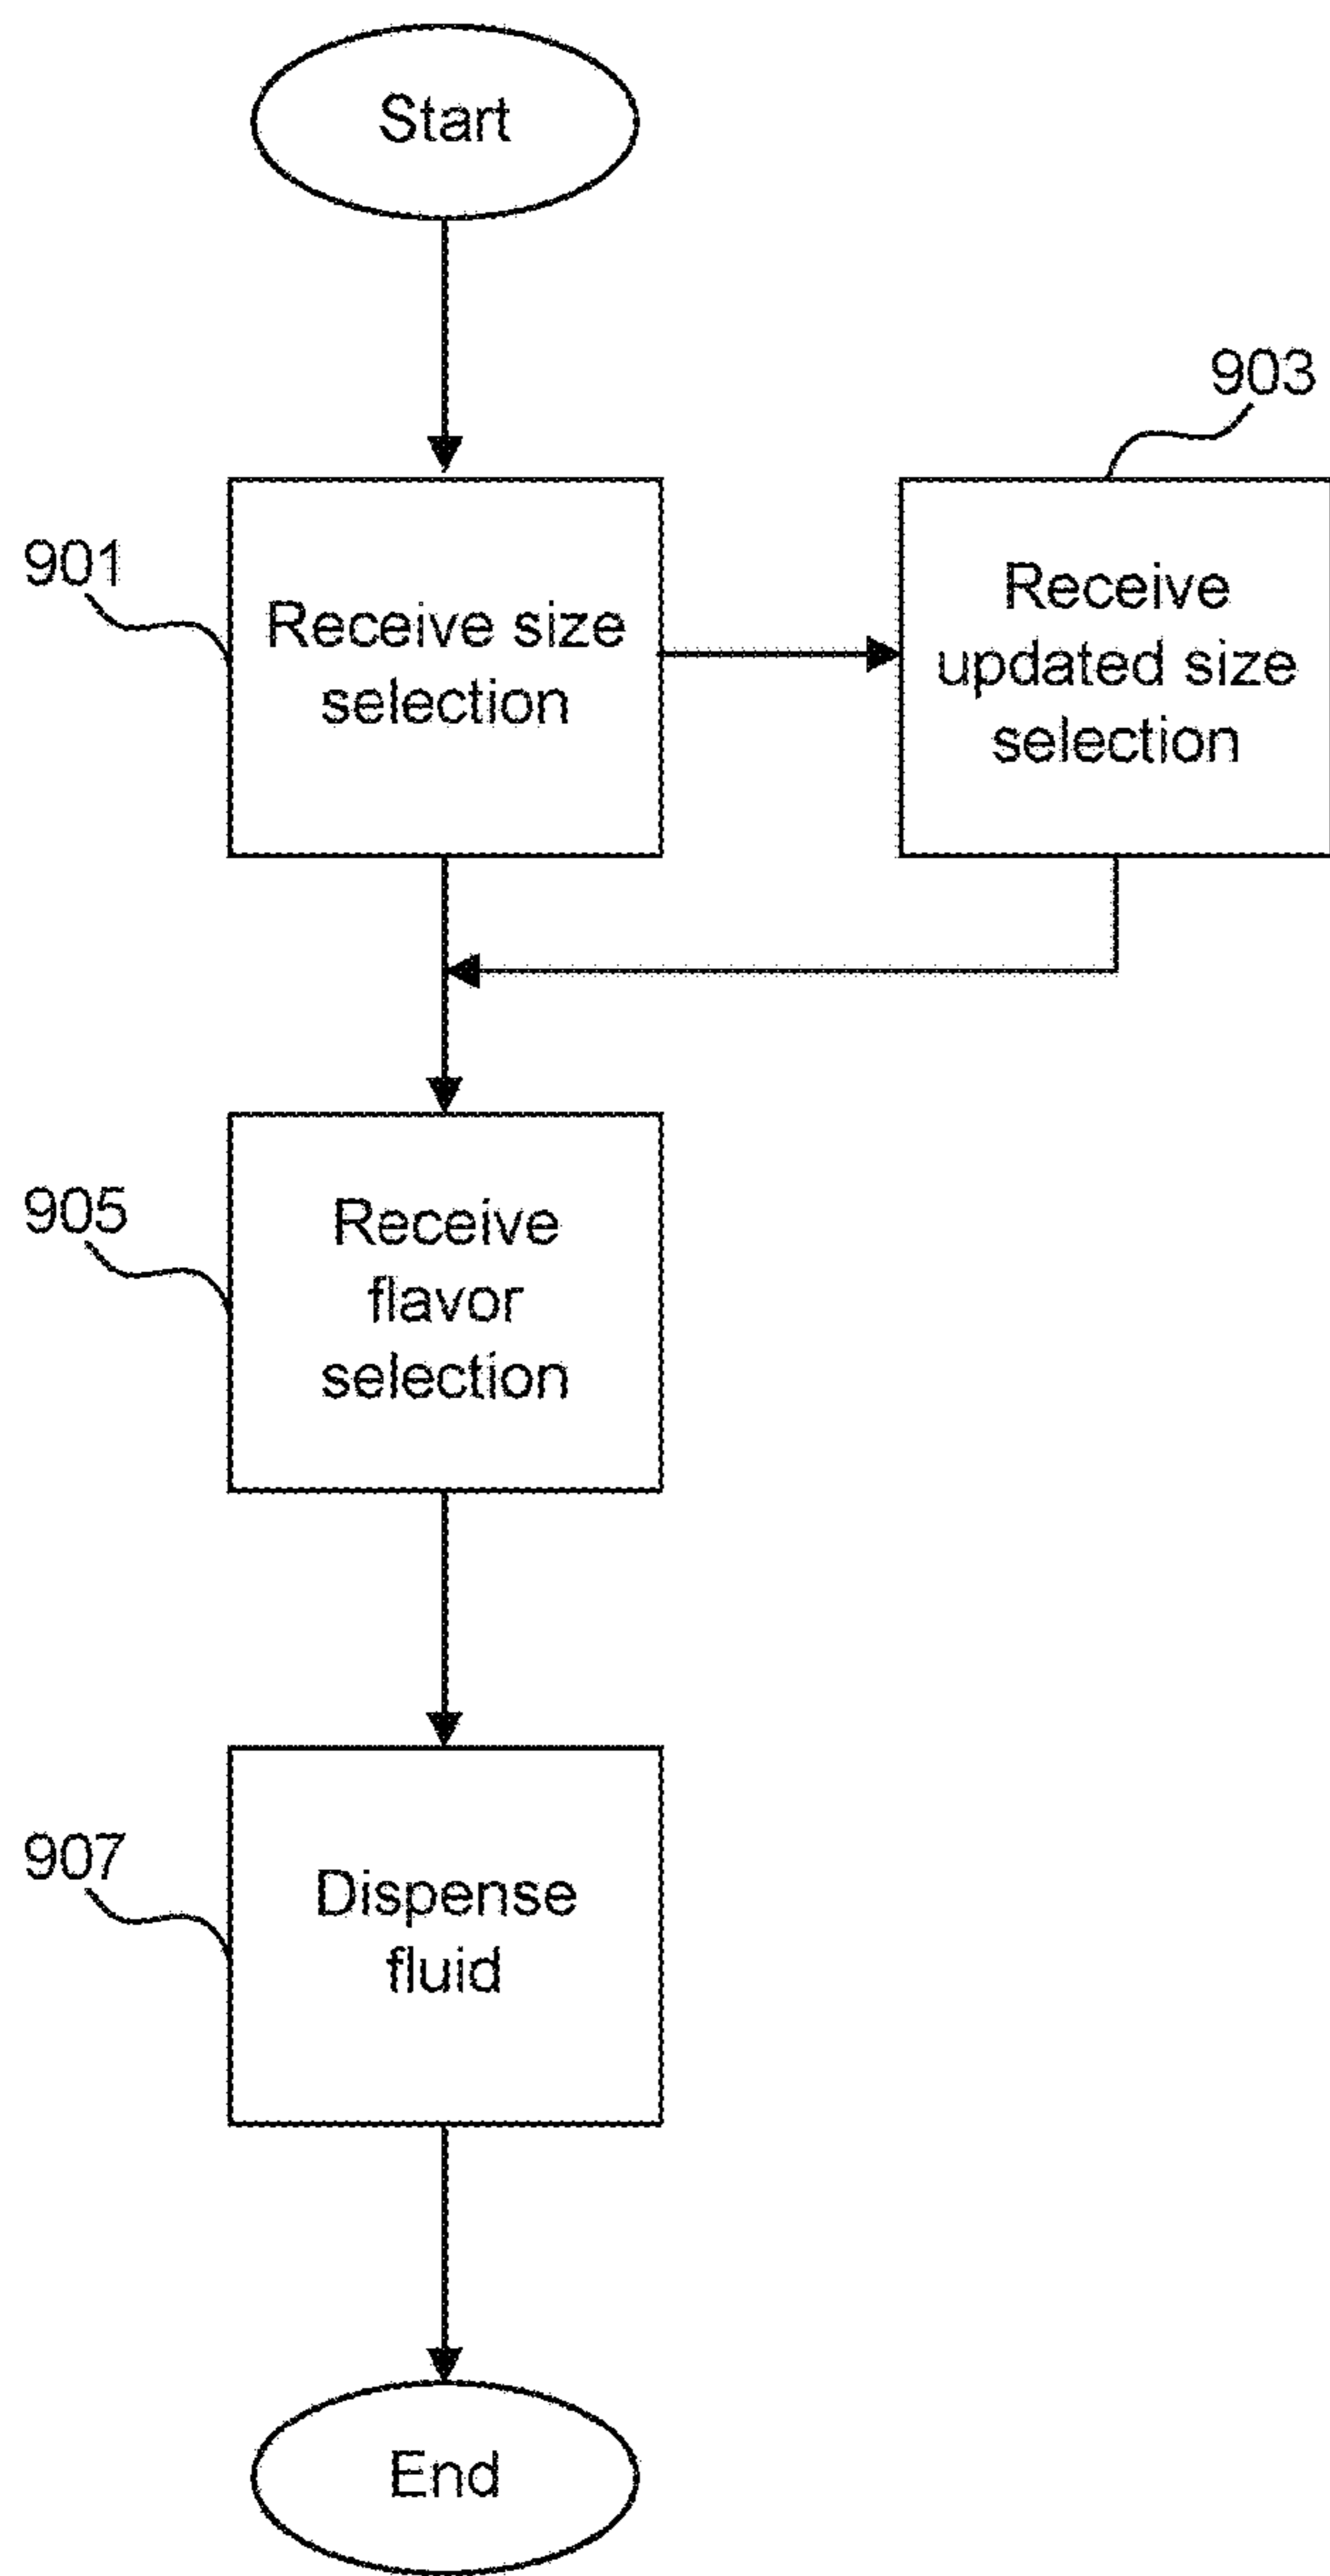 Start
903
901
Receive size
selection
Receive
updated size
selection
905
Receive
flavor
selection
907
Dispense
fluid
End